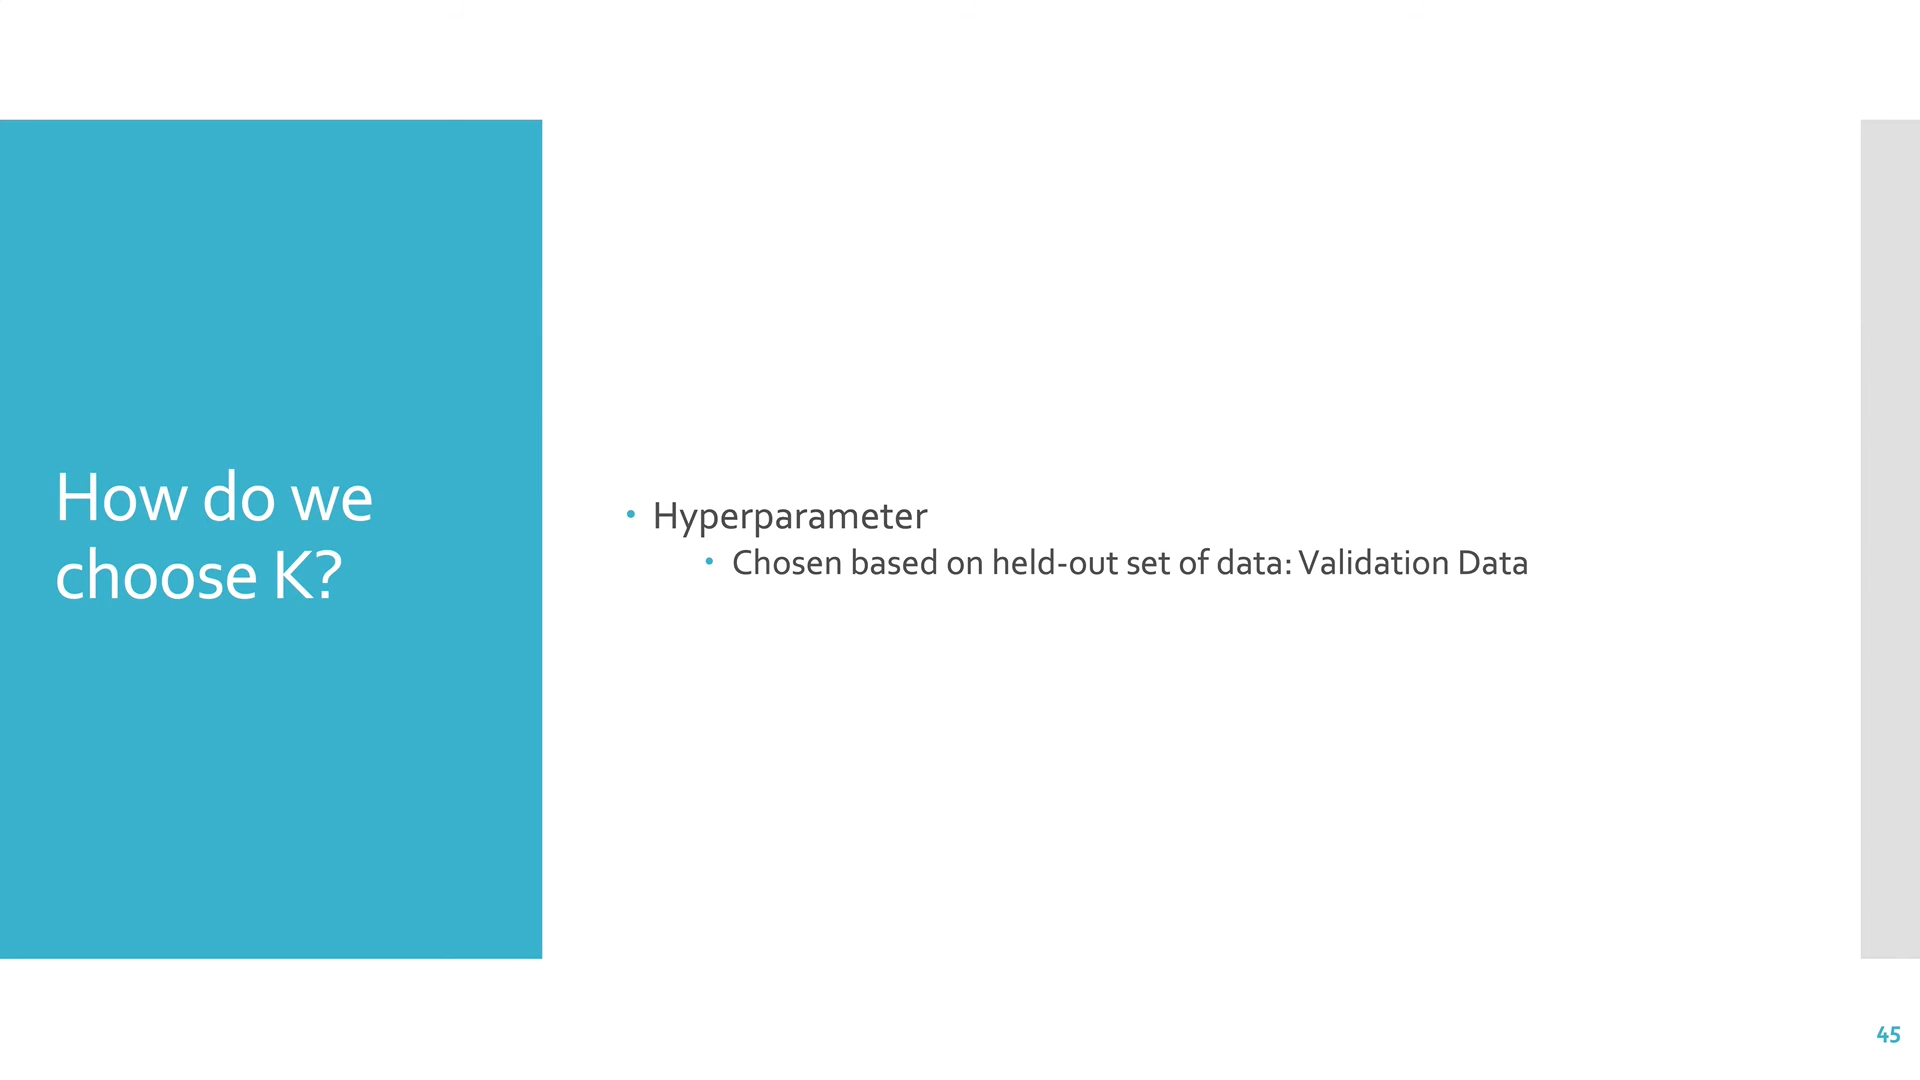 How do we
choose K?
• Hyperparameter
• Chosen based on held-out set of data: Validation Data
45